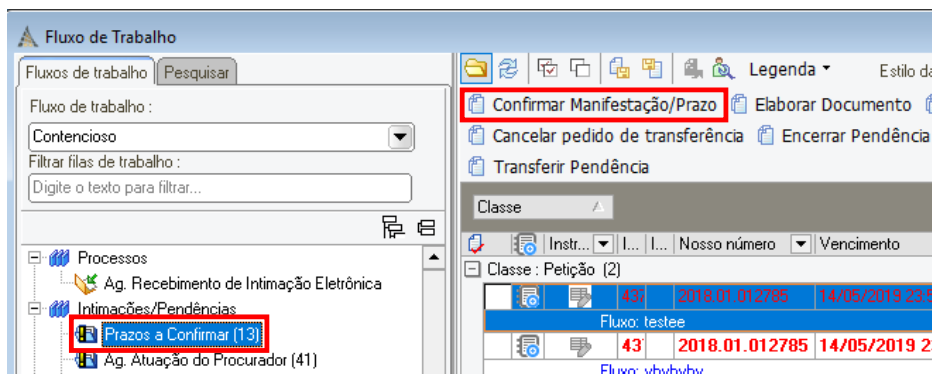 Fluxo de Trabalho
Fluxos de trabalho Pesquisar
Fluxo de trabalho :
Contencioso
Filtrar filas de trabalho :
Digite o texto para filtrar...
Processos
Ag. Recebimento de Intimação Eletrônica
Intimações/Pendências
Prazos a Confirmar (13)
Ag. Atuação do Procurador (41)
Legenda Estilo da
Confirmar Manifestação/Prazo Elaborar Documento
Cancelar pedido de transferência Encerrar Pendência
Transferir Pendência
Classe
Instr... I... I... Nosso número Vencimento
Classe : Petição (2)
437 2018.01.012785 14/05/2019 23:5
Fluxo: testee
43 2018.01.012785 14/05/2019 2
Fluxo: vbvbvbv